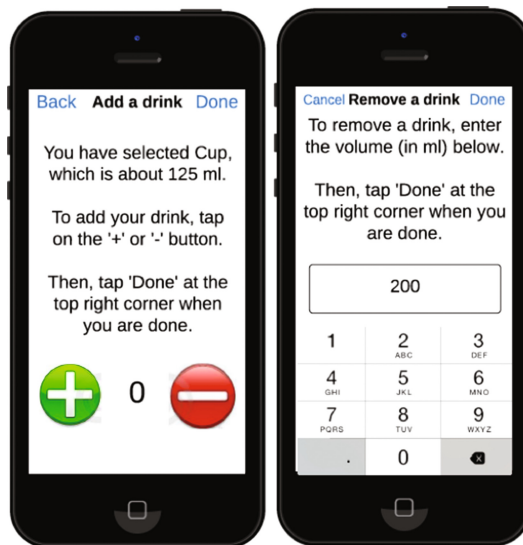 Back Add a drink Done
You have selected Cup,
which is about 125 ml.
To add your drink, tap
on the '+' or '-' button.
Then, tap 'Done' at the
top right corner when
you are done.
0
Cancel Remove a drink Done
To remove a drink, enter
the volume (in ml) below.
Then, tap 'Done' at the
top right corner when you
are done.
200
1 2 3
ABC DEF
4 5 6
GHI JKL MNO
7 8 9
PQRS TUV WXYZ
. 0